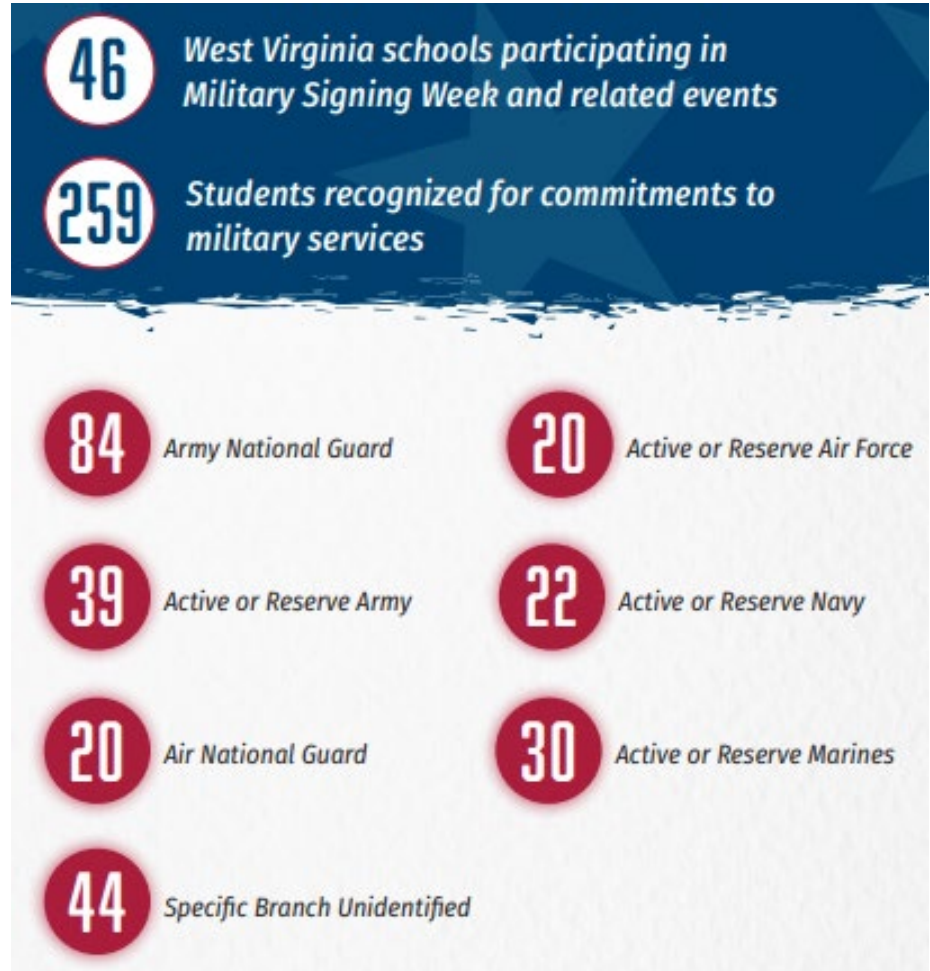 46
West Virginia schools participating in
Military Signing Week and related events
259
Students recognized for commitments to
military services
84 Army National Guard
20 Active or Reserve Air Force
39 Active or Reserve Army
22 Active or Reserve Navy
20 Air National Guard
30 Active or Reserve Marines
44 Specific Branch Unidentified